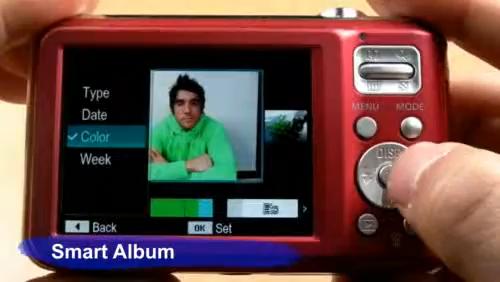 Type
Date
Color
Week
Back
OK Set
MENU
MODE
DISP
Smart Album